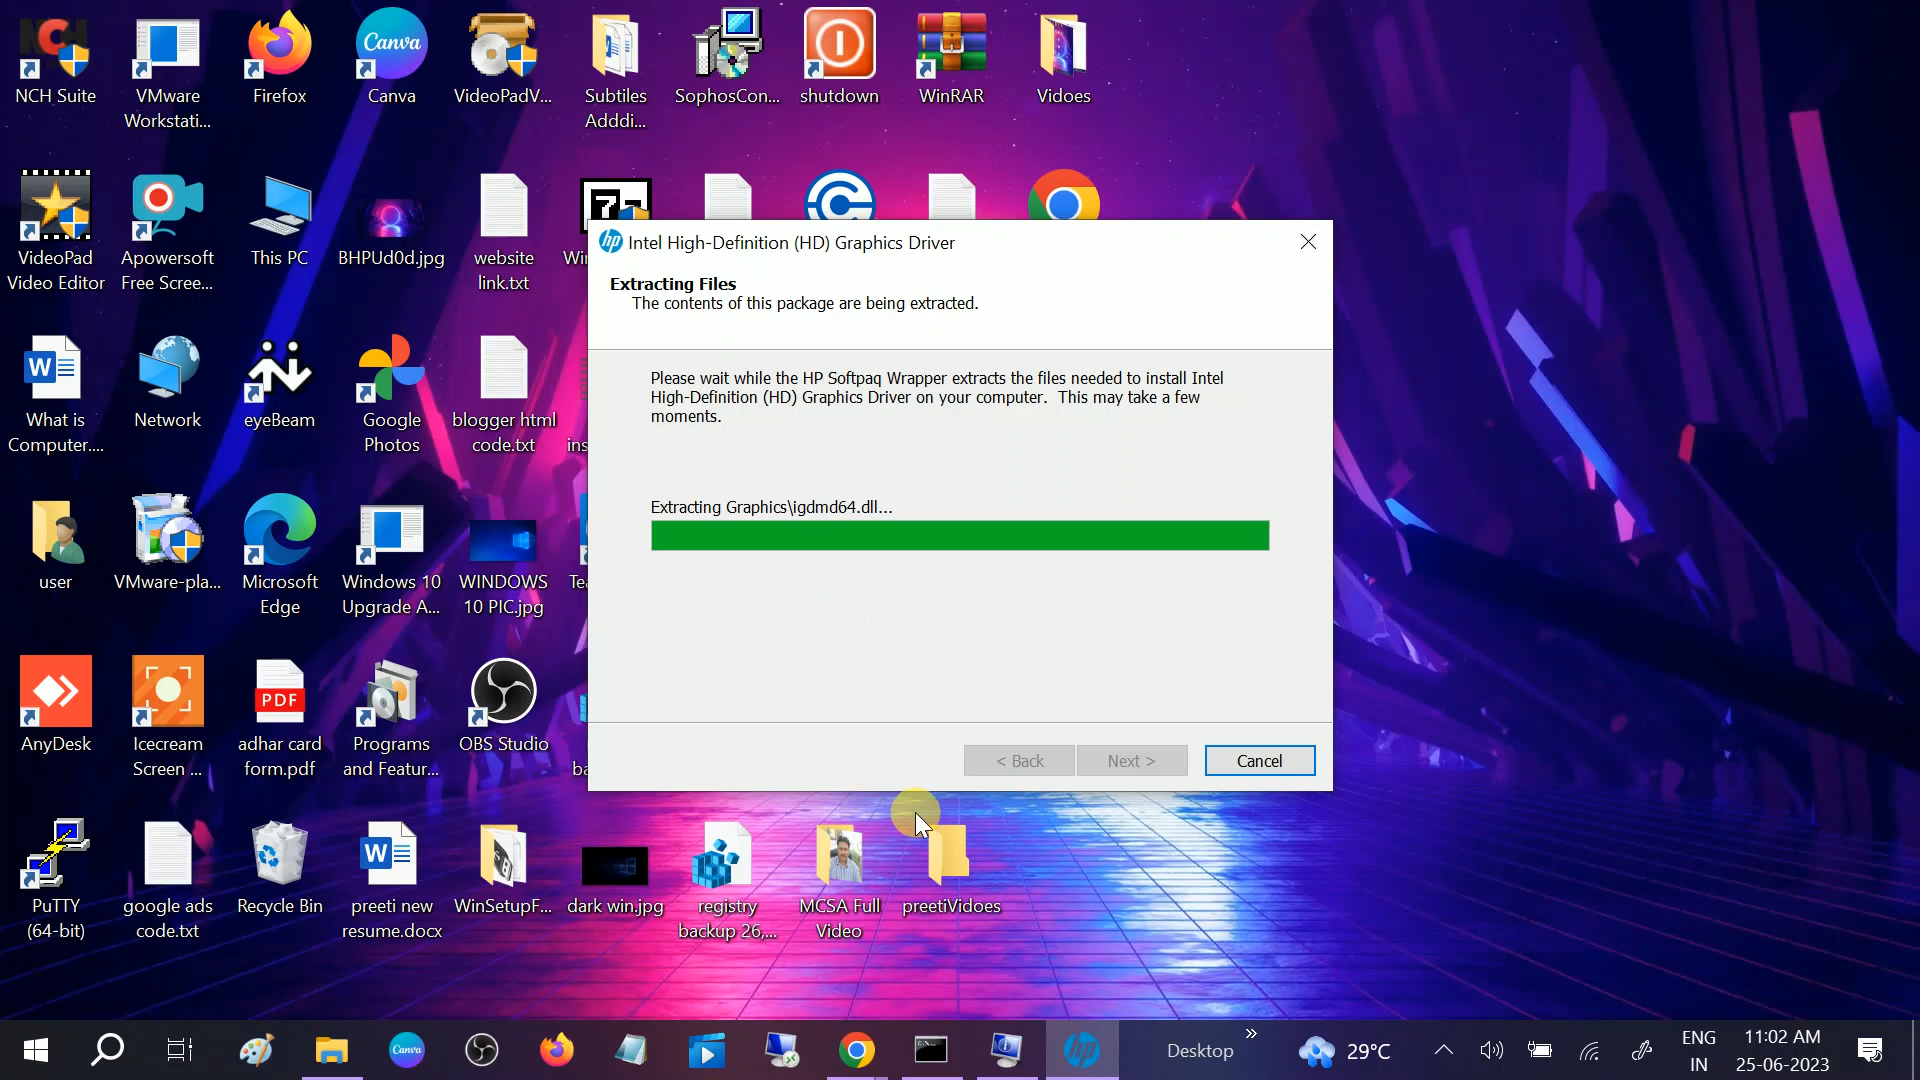 NCH Suite
VMware
Workstati...
Firefox
Canva
Canva
VideoPadV...
Subtiles
Adddi...
SophosCon...
shutdown
WinRAR
Vidoes
VideoPad
Video Editor
Apowersoft
Free Scree...
This PC
BHPUd0d.jpg
website
link.txt
Intel High-Definition (HD) Graphics Driver
Extracting Files
The contents of this package are being extracted.
Please wait while the HP Softpaq Wrapper extracts the files needed to install Intel
High-Definition (HD) Graphics Driver on your computer. This may take a few
moments.
Extracting Graphics\igdmd64.dll...
< Back
Next >
Cancel
What is
Computer....
Network
eyeBeam
Google
Photos
blogger html
code.txt
user
VMware-pla...
Microsoft
Edge
Windows 10
Upgrade A...
WINDOWS
10 PIC.jpg
AnyDesk
Icecream
Screen ...
PDF
adhar card
form.pdf
Programs
and Featur...
OBS Studio
PuTTY
(64-bit)
google ads
code.txt
Recycle Bin
preeti new
resume.docx
WinSetupF...
dark win.jpg
registry
backup 26,...
MCSA Full
Video
preetiVidoes
Canva
hp
Desktop
29°C
ENG
IN
11:02 AM
25-06-2023